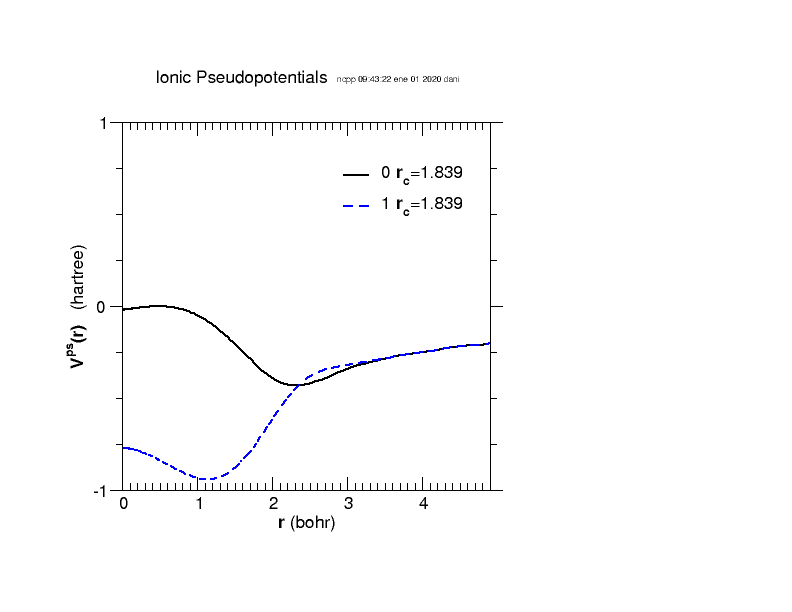 Ionic Pseudopotentials ncpp 09:43:22 ene 01 2020 dani
1
0 rc=1.839
1 rc=1.839
0
Vps(r) (hartree)
-1
0 1 2 3 4
r (bohr)